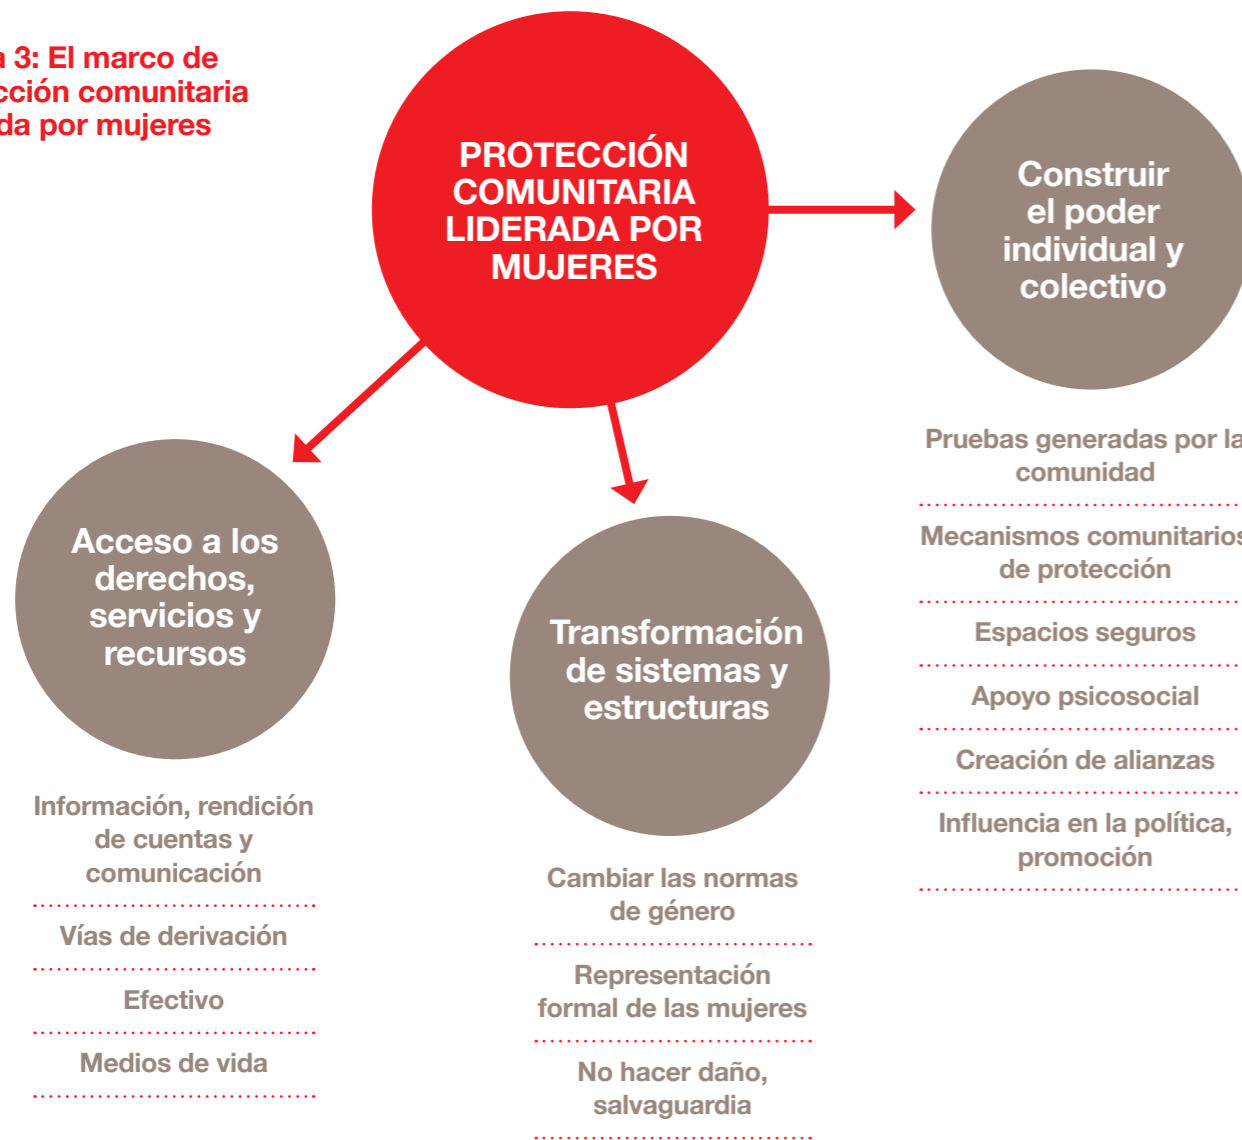 a 3: El marco de
cción comunitaria
da por mujeres
PROTECCIÓN
COMUNITARIA
LIDERADA POR
MUJERES
Construir
el poder
individual y
colectivo
Pruebas generadas por la
comunidad
Mecanismos comunitarios
de protección
Espacios seguros
Apoyo psicosocial
Creación de alianzas
Influencia en la política,
promoción
Acceso a los
derechos,
servicios y
recursos
Información, rendición
de cuentas y
comunicación
Vías de derivación
Efectivo
Medios de vida
Transformación
de sistemas y
estructuras
Cambiar las normas
de género
Representación
formal de las mujeres
No hacer daño,
salvaguardia